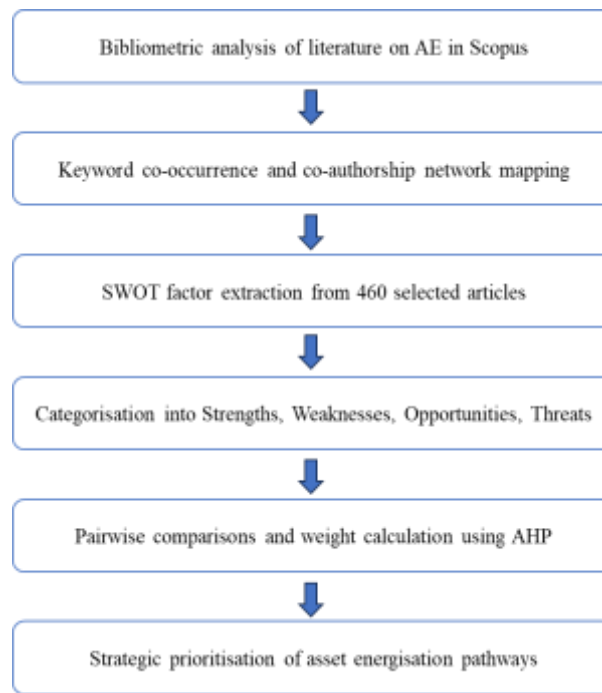 Bibliometric analysis of literature on AE in Scopus
Keyword co-occurrence and co-authorship network mapping
SWOT factor extraction from 460 selected articles
Categorisation into Strengths, Weaknesses, Opportunities, Threats
Pairwise comparisons and weight calculation using AHP
Strategic prioritisation of asset energisation pathways